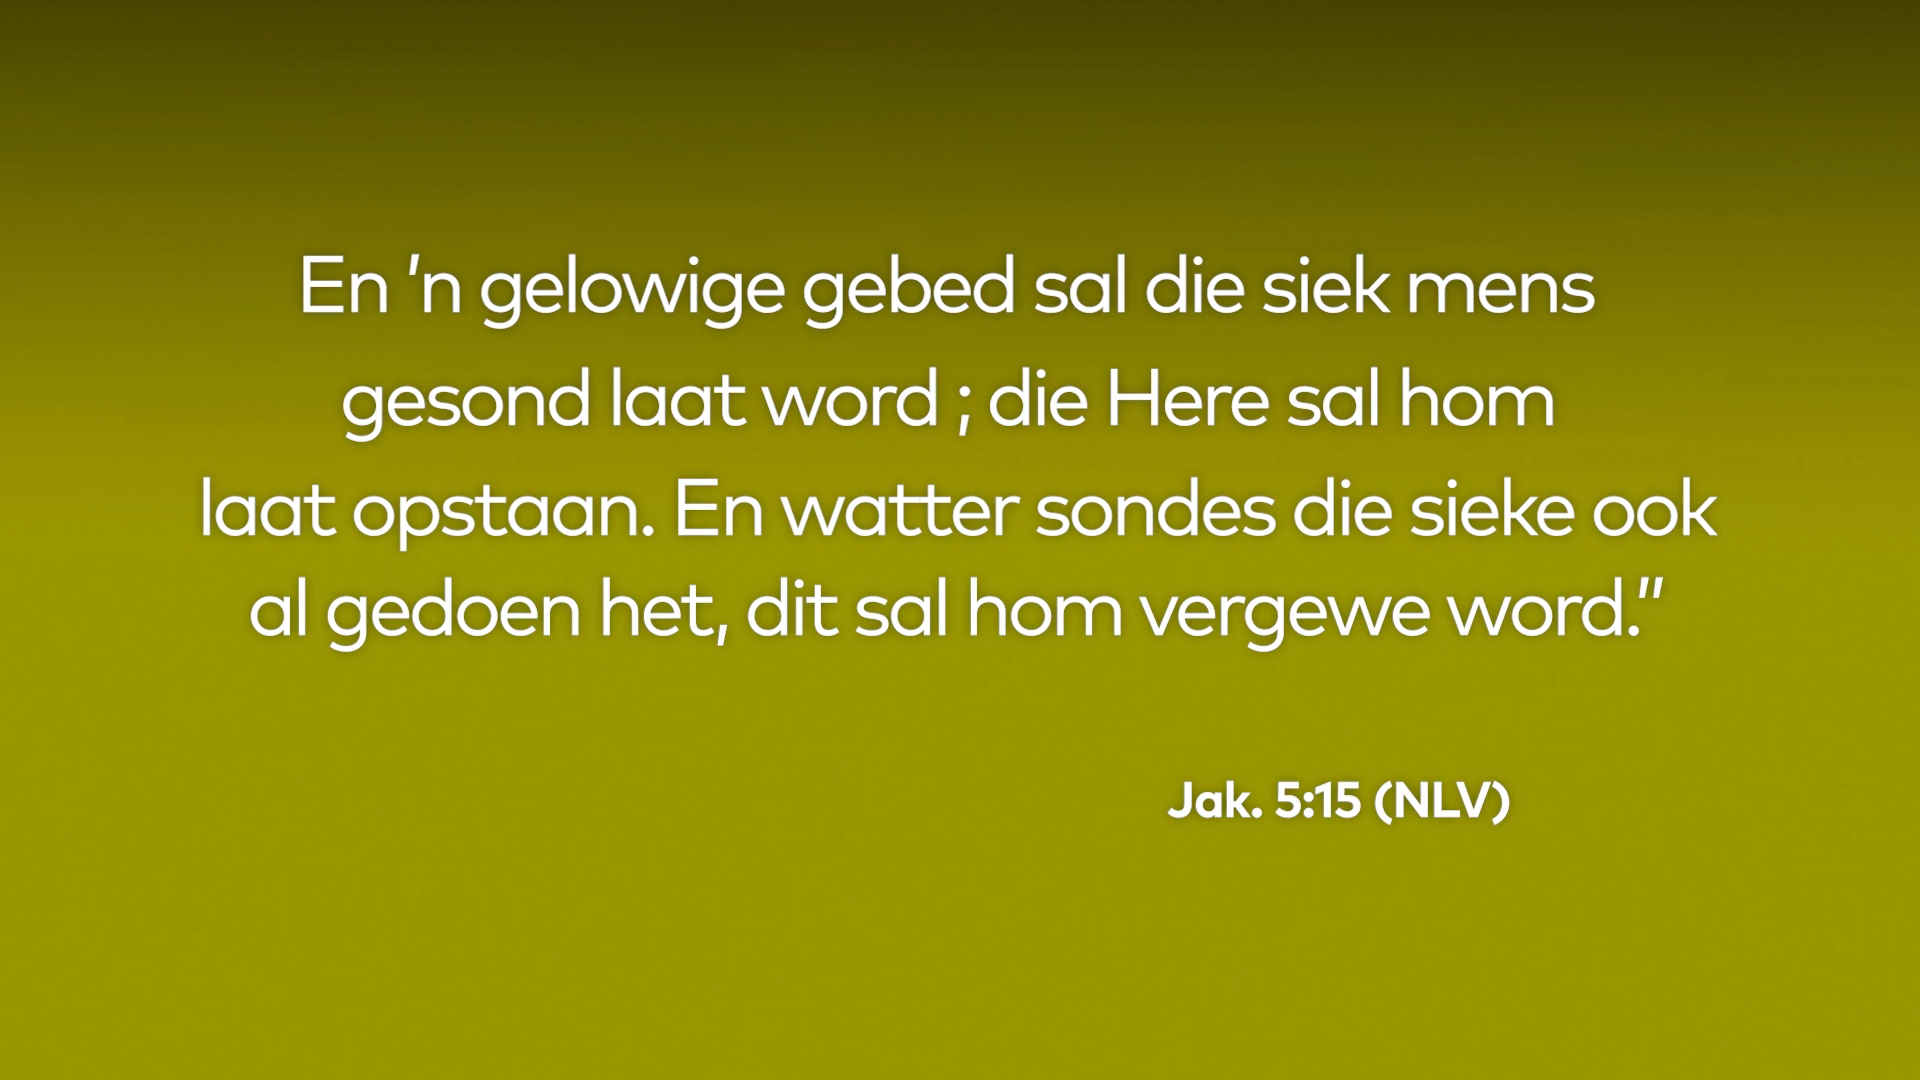 En 'n gelowige gebed sal die siek mens
gesond laat word ; die Here sal hom
laat opstaan. En watter sondes die sieke ook
al gedoen het, dit sal hom vergewe word.”
Jak. 5:15 (NLV)